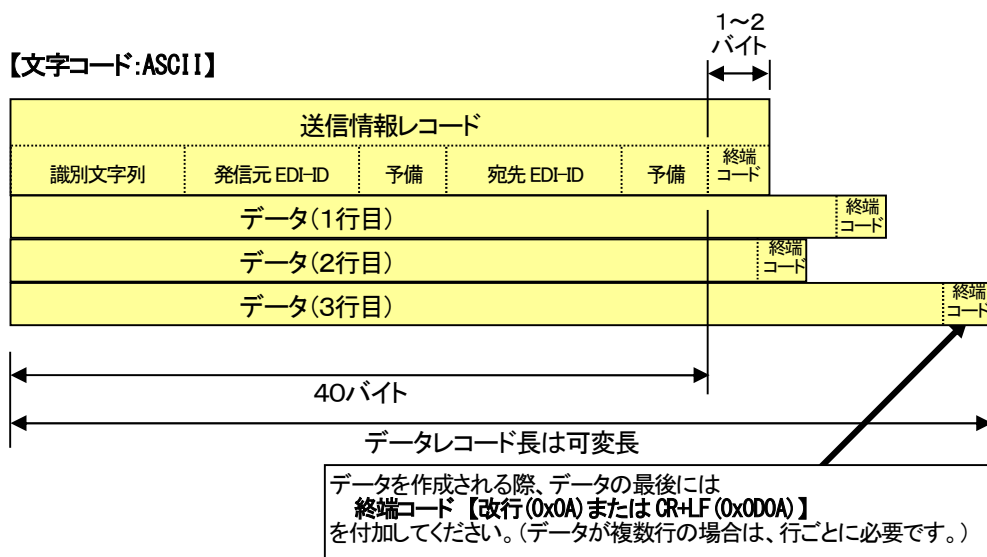 1～2
バイト
【文字コード:ASCII】
送信情報レコード
識別文字列 発信元 EDI-ID 予備 宛先 EDI-ID 予備 終端
コード
データ(1行目) 終端
コード
データ(2行目) 終端
コード
データ(3行目) 終端
コード
40バイト
データレコード長は可変長
データを作成される際、データの最後には
終端コード 【改行(0x0A)または CR+LF(0x0D0A)】
を付加してください。(データが複数行の場合は、行ごとに必要です。)